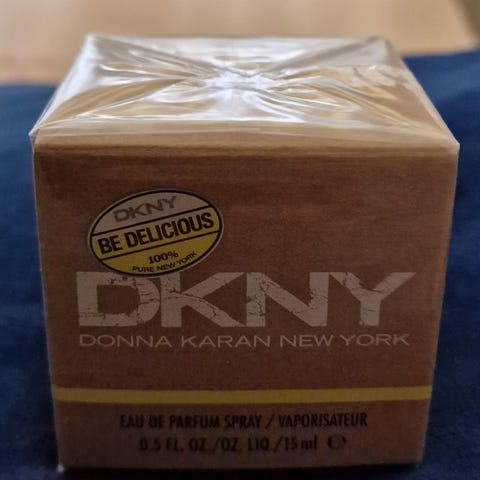 DKNY
BE DELICIOUS
100%
PURE NEW YORK
DKNY
DONNA KARAN NEW YORK
EAU DE PARFUM SPRAY / VAPORISATEUR
0.5 FL. OZ./OZ. LIQ./15 ml ℮